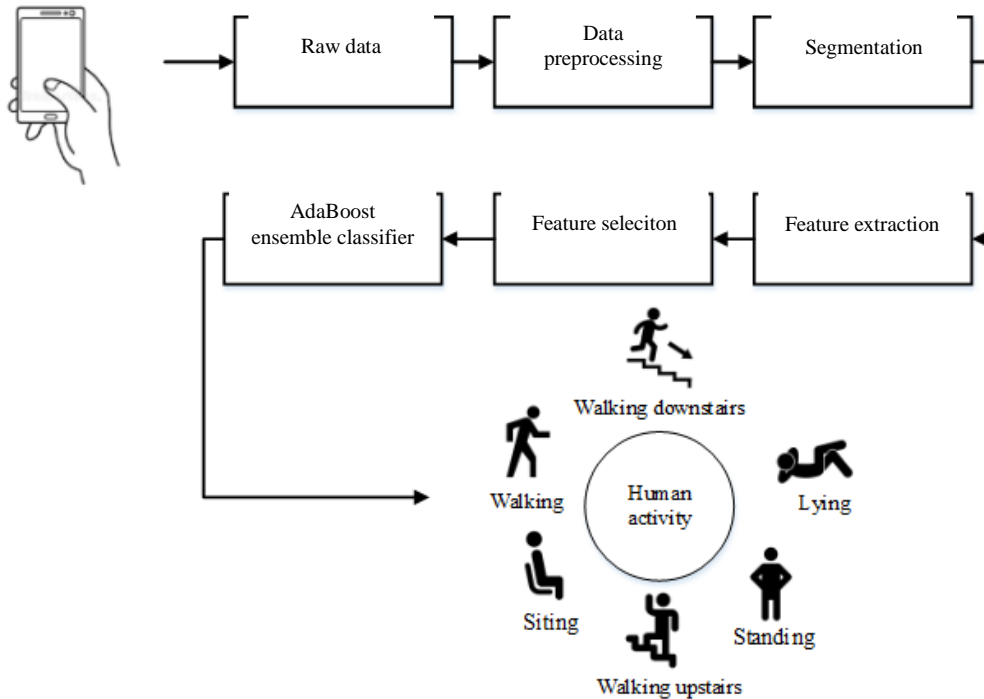 Raw data
Data
preprocessing
Segmentation
AdaBoost
ensemble classifier
Feature seleciton
Feature extraction
Walking downstairs
Walking
Human
activity
Lying
Siting
Standing
Walking upstairs